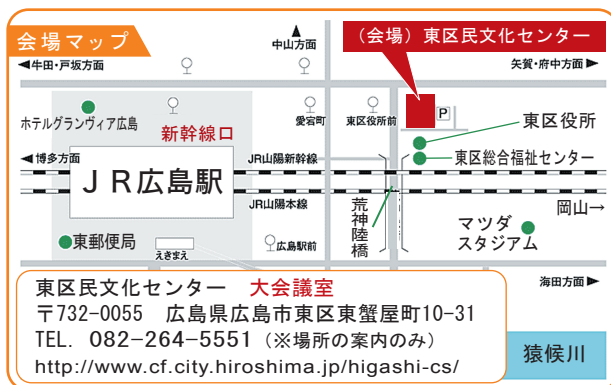 会場マップ
中山方面
(会場)東区民文化センター
牛田・戸坂方面
矢賀・府中方面
ホテルグランヴィア広島
新幹線口
愛宕町
東区役所前
P
東区役所
博多方面
JR山陽新幹線
東区総合福祉センター
JR広島駅
JR山陽本線
荒神陸橋
岡山→
マツダ
スタジアム
東郵便局
えきまえ
広島駅前
海田方面
東区民文化センター 大会議室
〒732-0055 広島県広島市東区東蟹屋町10-31
TEL. 082-264-5551(※場所の案内のみ)
http://www.cf.city.hiroshima.jp/higashi-cs/
猿候川